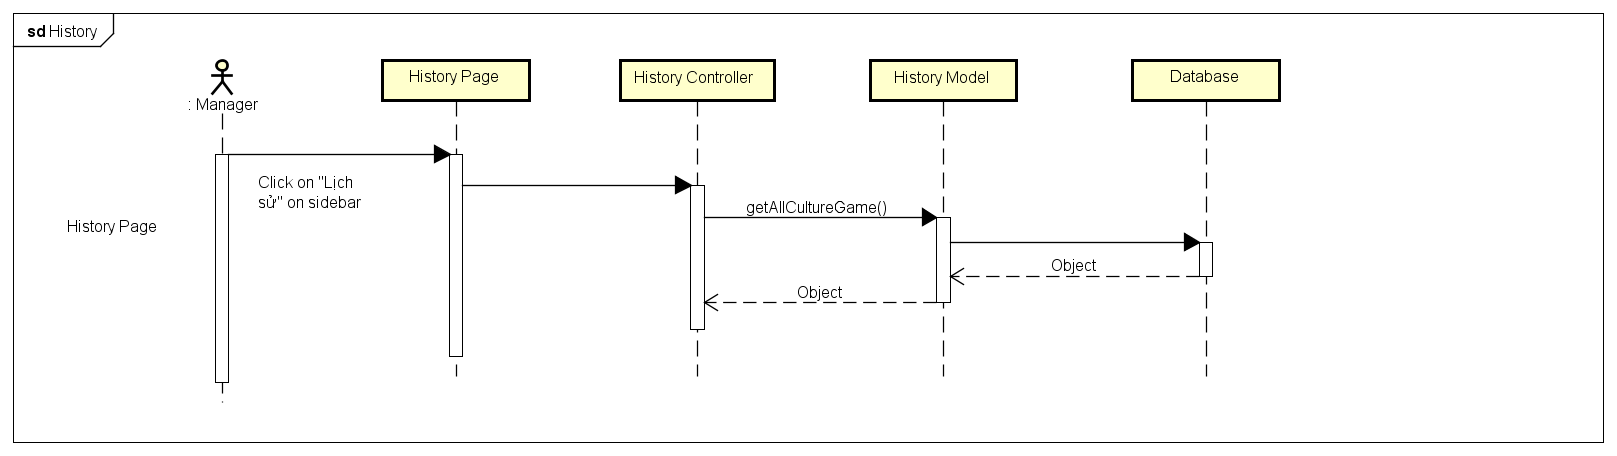 sd History
: Manager
History Page
History Controller
History Model
Database
Click on "Lịch
sử" on sidebar
getAllCultureGame()
History Page
Object
Object